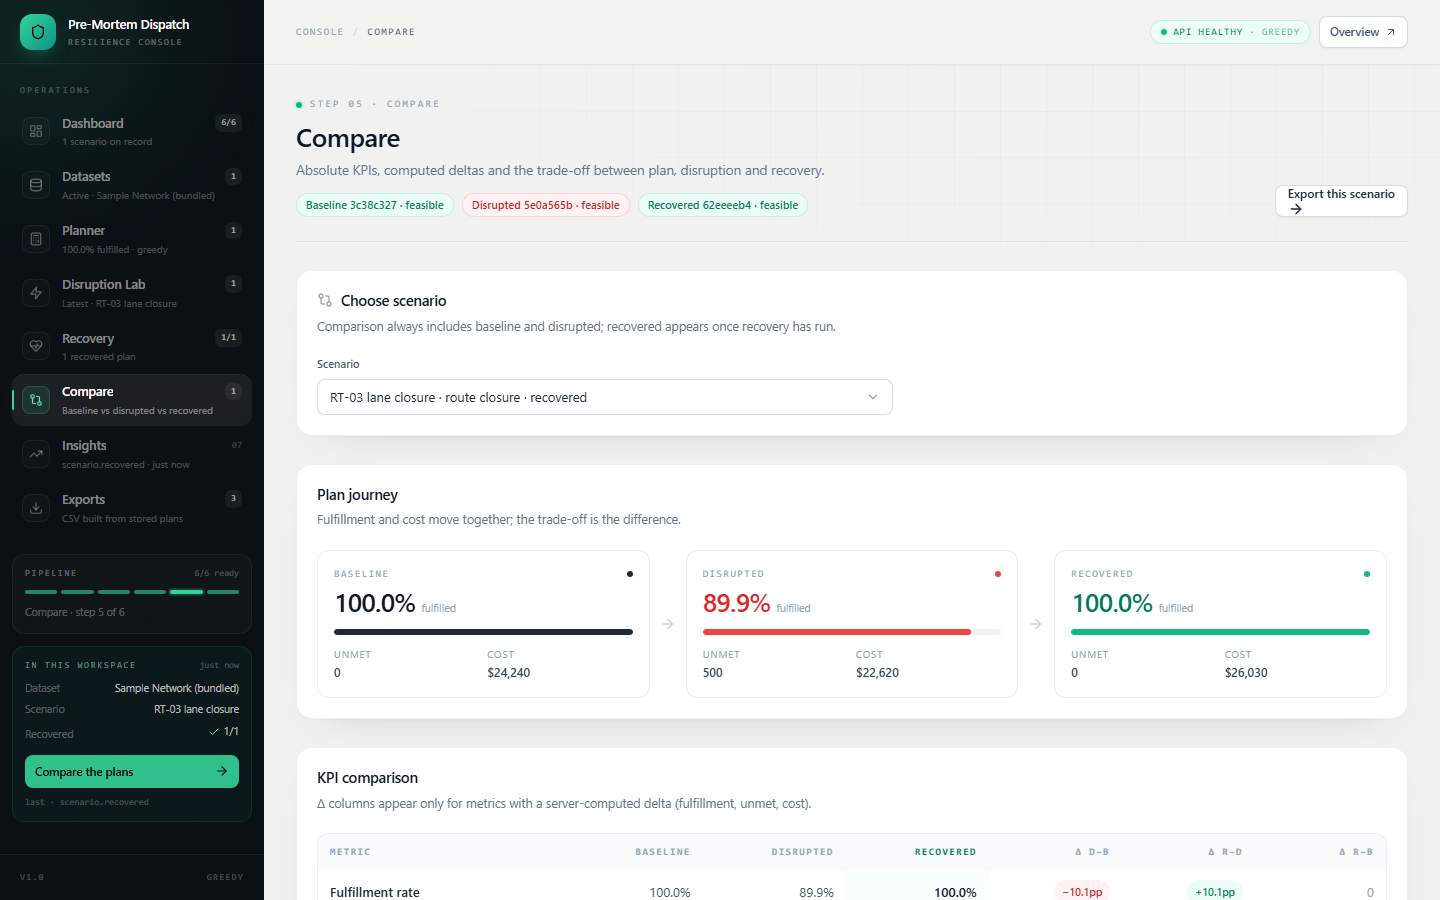 Pre-Mortem Dispatch
RESILIENCE CONSOLE
OPERATIONS
Dashboard 6/6
1 scenario on record
Datasets 1
Active · Sample Network (bundled)
Planner 1
100.0% fulfilled · greedy
Disruption Lab 1
Latest · RT-03 lane closure
Recovery 1/1
1 recovered plan
Compare 1
Baseline vs disrupted vs recovered
Insights 07
scenario.recovered · just now
Exports 3
CSV built from stored plans
PIPELINE 6/6 ready
Compare · step 5 of 6
IN THIS WORKSPACE just now
Dataset Sample Network (bundled)
Scenario RT-03 lane closure
Recovered ✓ 1/1
Compare the plans →
last · scenario.recovered
V1.0 GREEDY
CONSOLE / COMPARE
API HEALTHY · GREEDY
Overview ↗
STEP 05 · COMPARE
Compare
Absolute KPIs, computed deltas and the trade-off between plan, disruption and recovery.
Baseline 3c38c327 · feasible
Disrupted 5e0a565b · feasible
Recovered 62eeeeb4 · feasible
Export this scenario
→
Choose scenario
Comparison always includes baseline and disrupted; recovered appears once recovery has run.
Scenario
RT-03 lane closure · route closure · recovered
Plan journey
Fulfillment and cost move together; the trade-off is the difference.
BASELINE
100.0% fulfilled
UNMET COST
0 $24,240
→
DISRUPTED
89.9% fulfilled
UNMET COST
500 $22,620
→
RECOVERED
100.0% fulfilled
UNMET COST
0 $26,030
KPI comparison
Δ columns appear only for metrics with a server-computed delta (fulfillment, unmet, cost).
METRIC BASELINE DISRUPTED RECOVERED Δ D−B Δ R−D Δ R−B
Fulfillment rate 100.0% 89.9% 100.0% −10.1pp +10.1pp 0